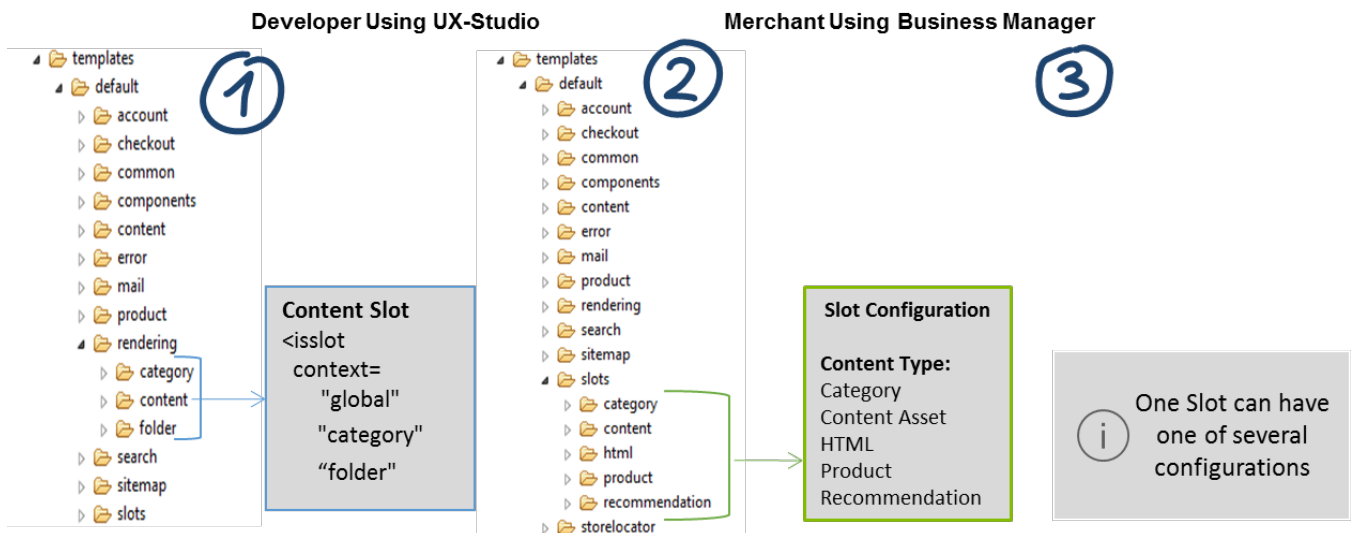 Developer Using UX-Studio
Merchant Using Business Manager
1
templates
default
account
checkout
common
components
content
error
mail
product
rendering
category
content
folder
search
sitemap
slots
Content Slot
<isslot
context=
"global"
"category"
“folder"
2
templates
default
account
checkout
common
components
content
error
mail
product
rendering
search
sitemap
slots
category
content
html
product
recommendation
storelocator
Slot Configuration
Content Type:
Category
Content Asset
HTML
Product
Recommendation
3
i
One Slot can have
one of several
configurations